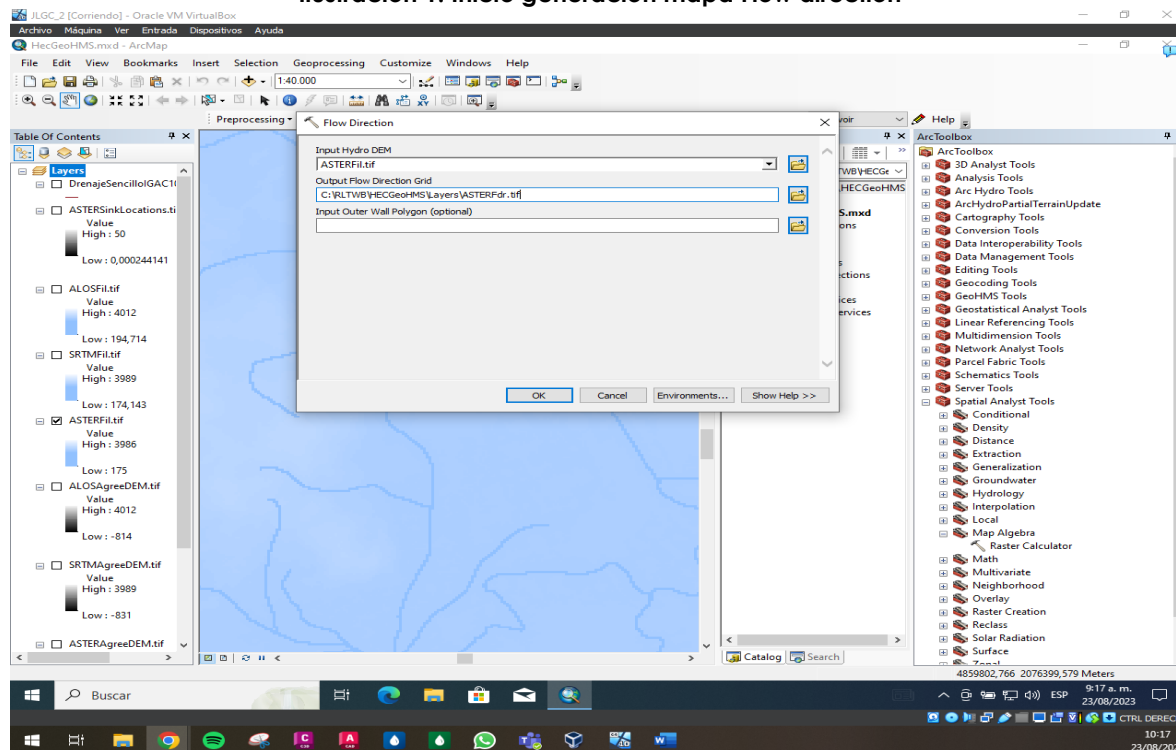 JLGC_2 [Corriendo] - Oracle VM VirtualBox
Archivo Máquina Ver Entrada Dispositivos Ayuda
HecGeoHMS.mxd - ArcMap
File Edit View Bookmarks Insert Selection Geoprocessing Customize Windows Help
1:40.000
Preprocessing
Help
Table Of Contents
Layers
DrenajeSencilloIGAC1
ASTERSinkLocations.ti
Value
High : 50
Low : 0,000244141
ALOSFil.tif
Value
High : 4012
Low : 194,714
SRTMFil.tif
Value
High : 3989
Low : 174,143
ASTERFil.tif
Value
High : 3986
Low : 175
ALOSAgreeDEM.tif
Value
High : 4012
Low : -814
SRTMAgreeDEM.tif
Value
High : 3989
Low : -831
ASTERAgreeDEM.tif
Flow Direction
Input Hydro DEM
ASTERFil.tif
Output Flow Direction Grid
C:\RLTWB\HECGeoHMS\Layers\ASTERFdr.tif
Input Outer Wall Polygon (optional)
OK Cancel Environments... Show Help >>
HECGeoHMS
S.mxd
Catalog Search
ArcToolbox
ArcToolbox
3D Analyst Tools
Analysis Tools
Arc Hydro Tools
ArcHydroPartialTerrainUpdate
Cartography Tools
Conversion Tools
Data Interoperability Tools
Data Management Tools
Editing Tools
Geocoding Tools
GeoHMS Tools
Geostatistical Analyst Tools
Linear Referencing Tools
Multidimension Tools
Network Analyst Tools
Parcel Fabric Tools
Schematics Tools
Server Tools
Spatial Analyst Tools
Conditional
Density
Distance
Extraction
Generalization
Groundwater
Hydrology
Interpolation
Local
Map Algebra
Raster Calculator
Math
Multivariate
Neighborhood
Overlay
Raster Creation
Reclass
Solar Radiation
Surface
4859802,766 2076399,579 Meters
Buscar
ESP
9:17 a. m.
23/08/2023
CTRL DEREC
10:17
23/08/20